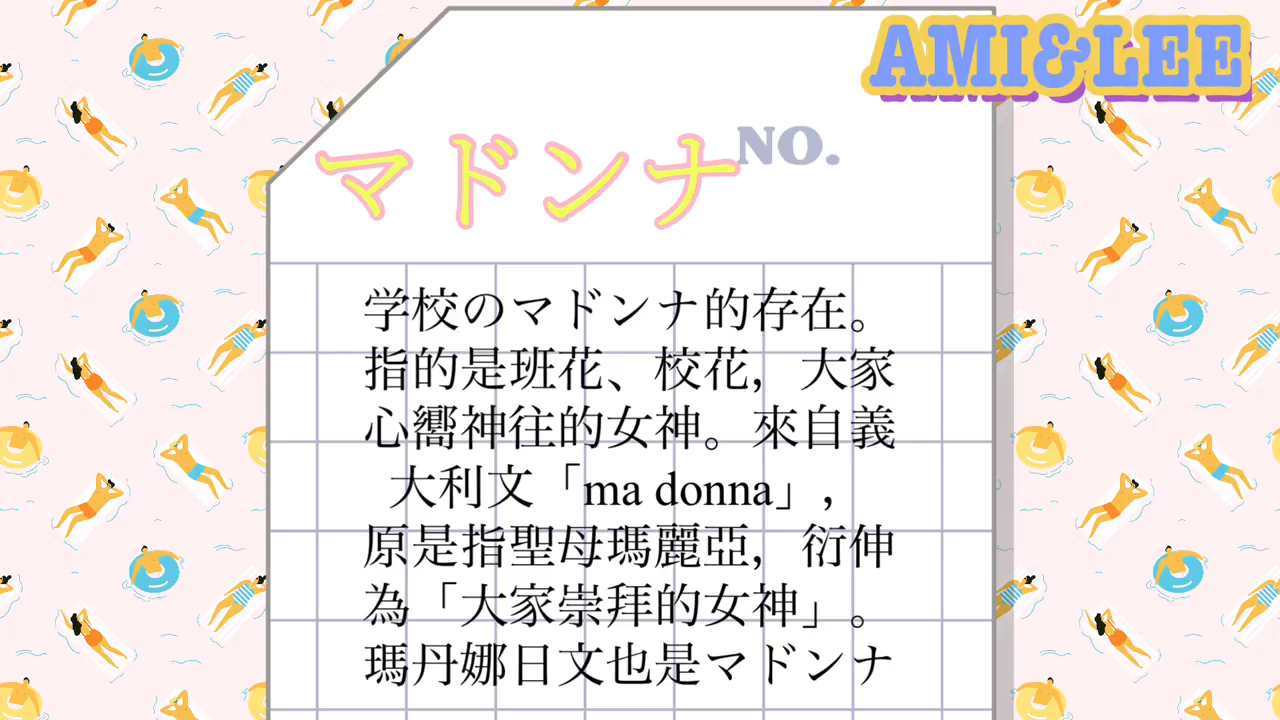 AMI&LEE
マドンナ
NO.
学校のマドンナ的存在。
指的是班花、校花，大家
心嚮神往的女神。來自義
大利文「ma donna」，
原是指聖母瑪麗亞，衍伸
為「大家崇拜的女神」。
瑪丹娜日文也是マドンナ